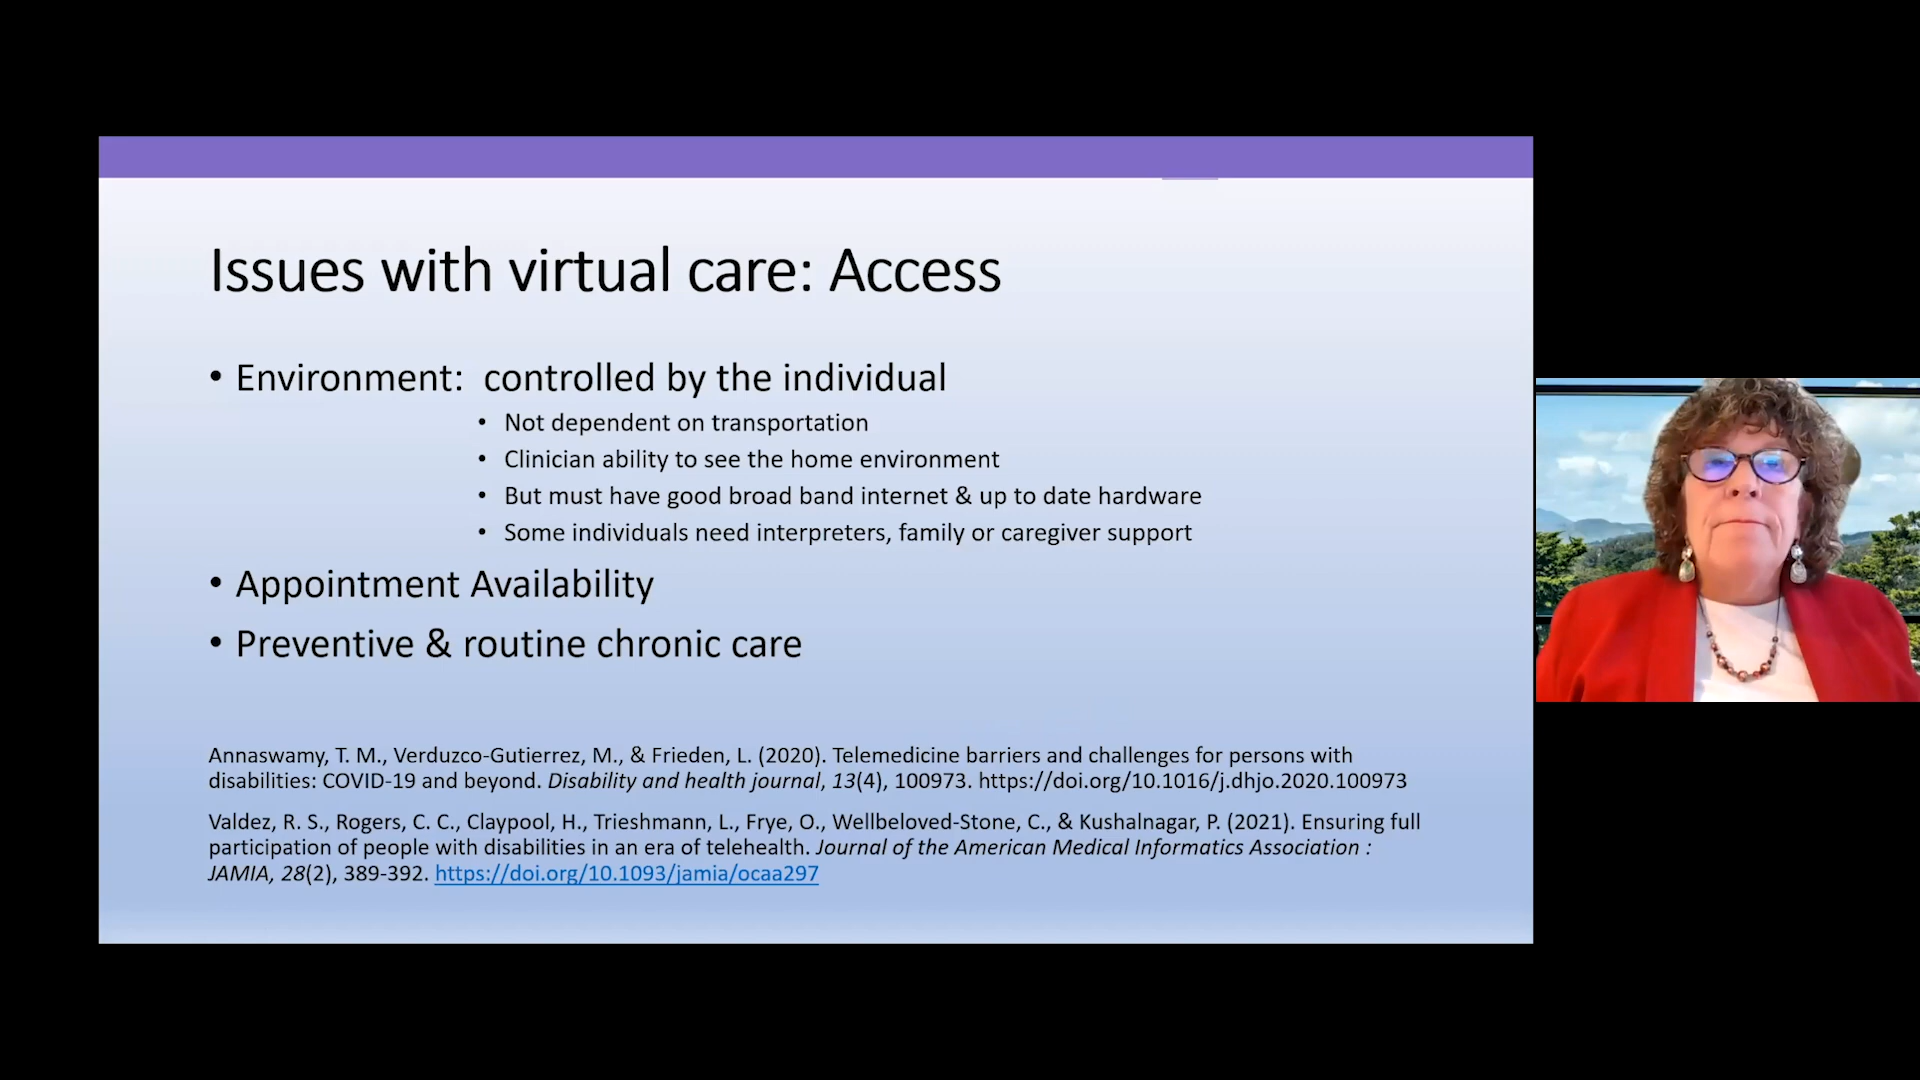 Issues with virtual care: Access
• Environment:  controlled by the individual
• Not dependent on transportation
• Clinician ability to see the home environment
• But must have good broad band internet & up to date hardware
• Some individuals need interpreters, family or caregiver support
• Appointment Availability
• Preventive & routine chronic care
Annaswamy, T. M., Verduzco-Gutierrez, M., & Frieden, L. (2020). Telemedicine barriers and challenges for persons with
disabilities: COVID-19 and beyond. Disability and health journal, 13(4), 100973. https://doi.org/10.1016/j.dhjo.2020.100973
Valdez, R. S., Rogers, C. C., Claypool, H., Trieshmann, L., Frye, O., Wellbeloved-Stone, C., & Kushalnagar, P. (2021). Ensuring full
participation of people with disabilities in an era of telehealth. Journal of the American Medical Informatics Association :
JAMIA, 28(2), 389-392. https://doi.org/10.1093/jamia/ocaa297